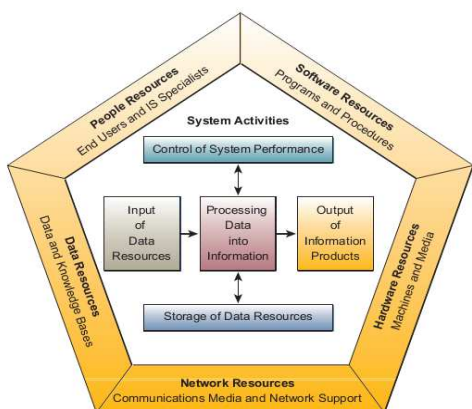 People Resources
End Users and IS Specialists
Software Resources
Programs and Procedures
System Activities
Control of System Performance
Input
of
Data
Resources
Processing
Data
into
Information
Output
of
Information
Products
Storage of Data Resources
Data Resources
Data and Knowledge Bases
Hardware Resources
Machines and Media
Network Resources
Communications Media and Network Support